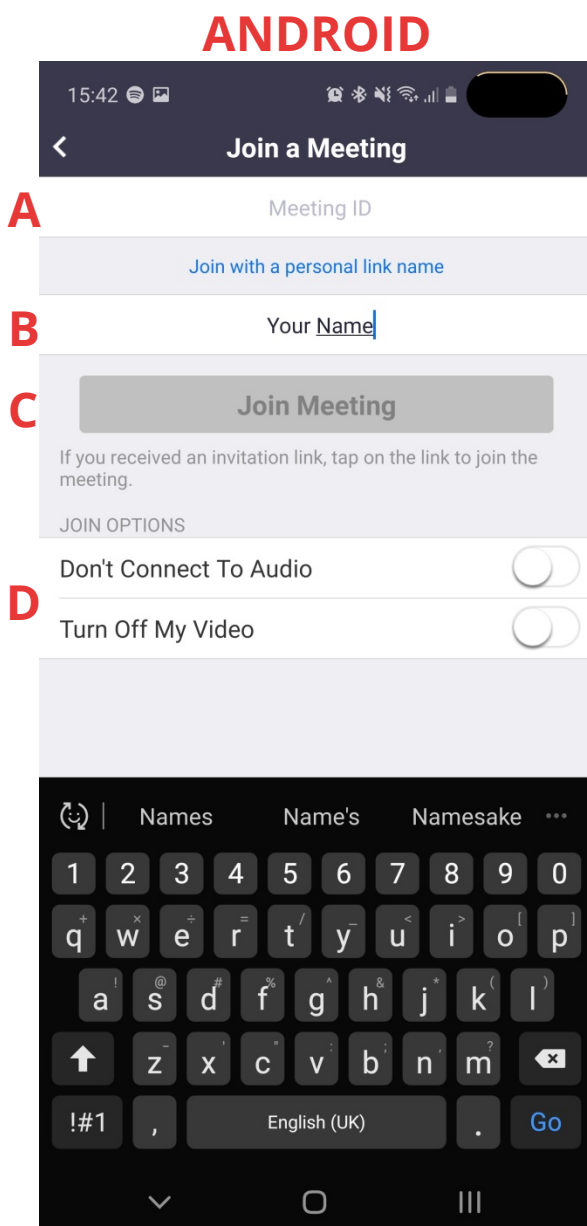 ANDROID
15:42
Join a Meeting
A
Meeting ID
Join with a personal link name
B
Your Name
C
Join Meeting
If you received an invitation link, tap on the link to join the
meeting.
JOIN OPTIONS
Don't Connect To Audio
D
Turn Off My Video
Names Name's Namesake ...
1 2 3 4 5 6 7 8 9 0
+ × ÷ = / _ < > [ ]
q w e r t y u i o p
! @ # % ^ & * ( )
a s d f g h j k l
- ' " : ; , ?
z x c v b n m
!#1 , English (UK) . Go